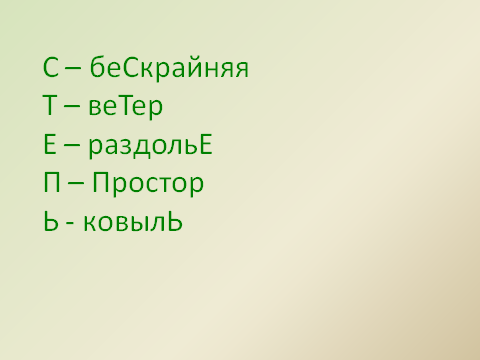 С – беСкрайняя
Т – веТер
Е – раздольЕ
П – Простор
Ь - ковылЬ